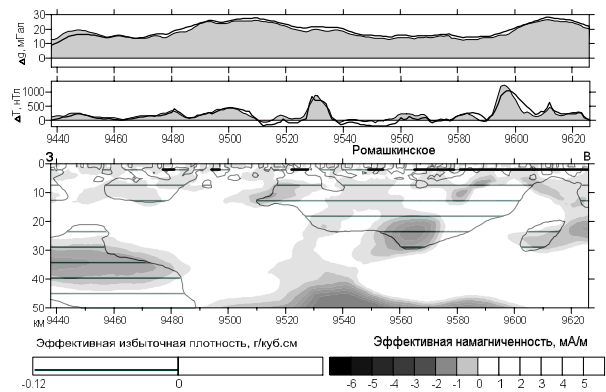 Δg, мГал
30
20
10
0
ΔT, нТл
1000
500
0
9440 9460 9480 9500 9520 9540 9560 9580 9600 9620
Ромашкинское
З В
0
10
20
30
40
50
км 9440 9460 9480 9500 9520 9540 9560 9580 9600 9620
Эффективная избыточная плотность, г/куб.см Эффективная намагниченность, мА/м
-0.12 0 -6 -5 -4 -3 -2 -1 0 1 2 3 4 5